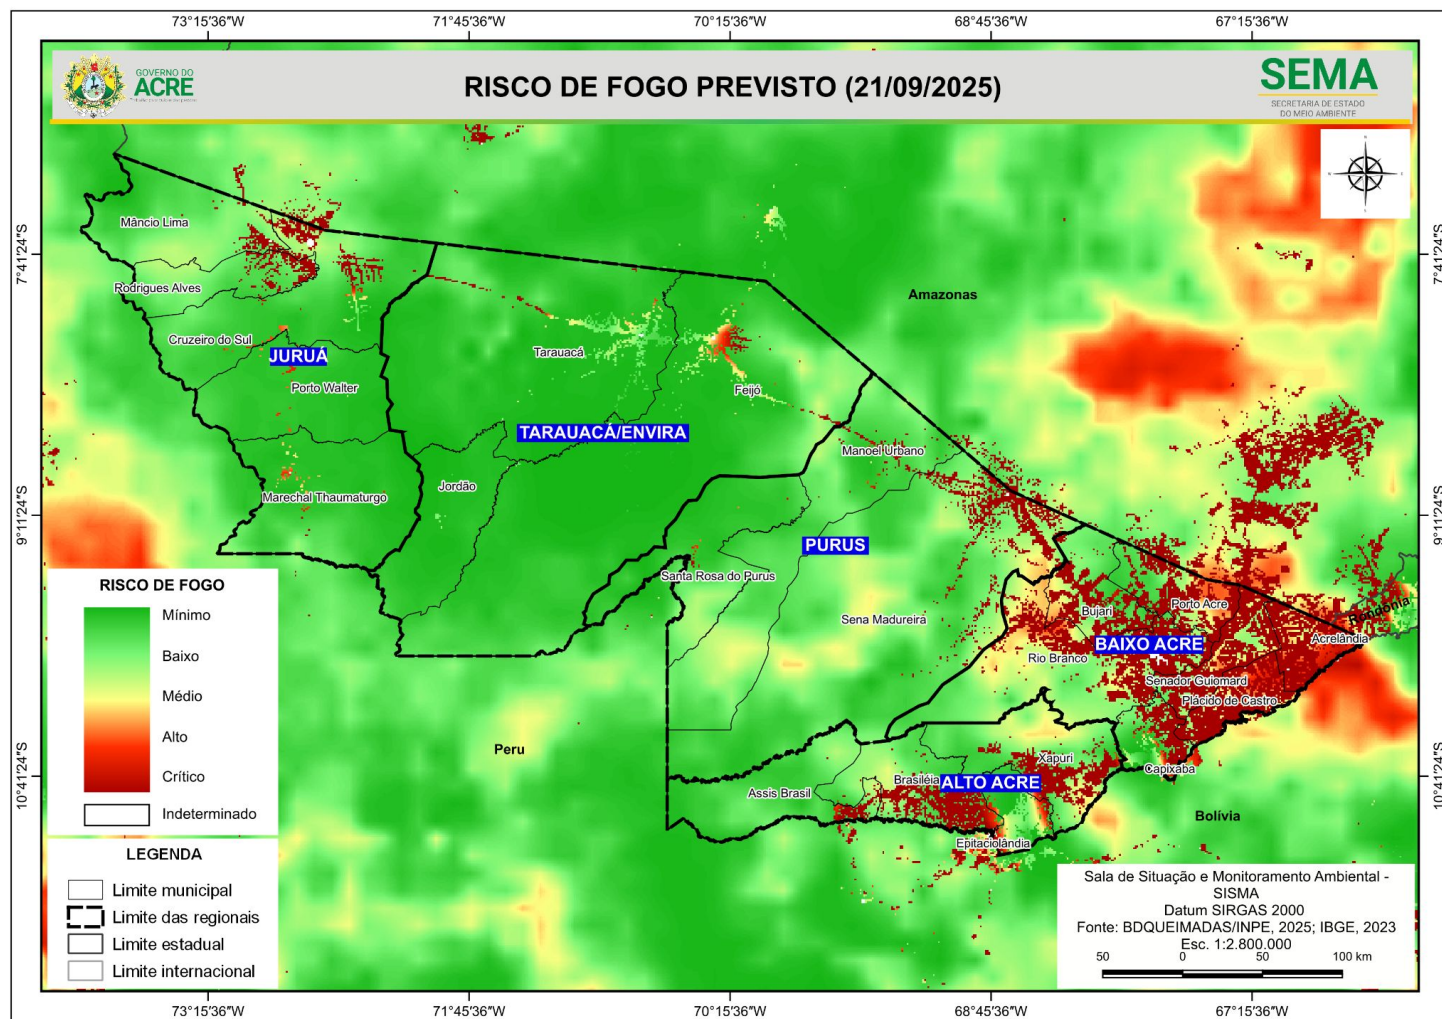 73°15'36"W
71°45'36"W
70°15'36"W
68°45'36"W
67°15'36"W
GOVERNO DO
ACRE
RISCO DE FOGO PREVISTO (21/09/2025)
SEMA
SECRETARIA DE ESTADO
DO MEIO AMBIENTE
7°41'24"S
7°41'24"S
Mâncio Lima
Rodrigues Alves
Cruzeiro do Sul
JURUÁ
Porto Walter
Marechal Thaumaturgo
Tarauacá
Feijó
TARAUACÁ/ENVIRA
Jordão
Amazonas
Manoel Urbano
PURUS
Santa Rosa do Purus
Sena Madureira
9°11'24"S
9°11'24"S
Bujari
Porto Acre
BAIXO ACRE
Rio Branco
Acrelândia
Rondônia
Senador Guiomard
Plácido de Castro
Capixaba
Xapuri
Brasiléia
ALTO ACRE
Assis Brasil
Epitaciolândia
Peru
Bolívia
10°41'24"S
10°41'24"S
RISCO DE FOGO
Mínimo
Baixo
Médio
Alto
Crítico
Indeterminado
LEGENDA
Limite municipal
Limite das regionais
Limite estadual
Limite internacional
Sala de Situação e Monitoramento Ambiental -
SISMA
Datum SIRGAS 2000
Fonte: BDQUEIMADAS/INPE, 2025; IBGE, 2023
Esc. 1:2.800.000
50 0 50 100 km
73°15'36"W
71°45'36"W
70°15'36"W
68°45'36"W
67°15'36"W